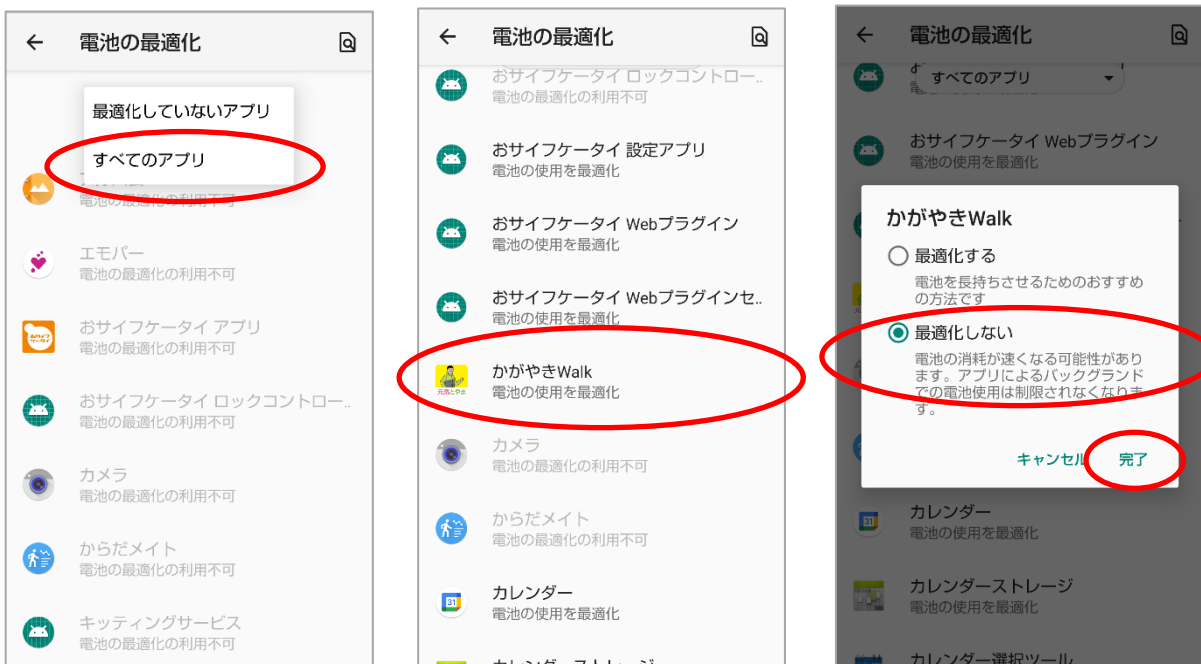 電池の最適化
最適化していないアプリ
すべてのアプリ
電池の最適化の利用不可
エモパー
電池の最適化の利用不可
おサイフケータイ アプリ
電池の最適化の利用不可
おサイフケータイ ロックコントロー..
電池の最適化の利用不可
カメラ
電池の最適化の利用不可
からだメイト
電池の最適化の利用不可
キッティングサービス
電池の最適化の利用不可
電池の最適化
おサイフケータイ ロックコントロー..
電池の最適化の利用不可
おサイフケータイ 設定アプリ
電池の使用を最適化
おサイフケータイ Webプラグイン
電池の使用を最適化
おサイフケータイ Webプラグインセ..
電池の使用を最適化
かがやきWalk
電池の使用を最適化
カメラ
電池の最適化の利用不可
からだメイト
電池の最適化の利用不可
カレンダー
電池の使用を最適化
カレンダーストレージ
電池の最適化
すべてのアプリ
おサイフケータイ Webプラグイン
電池の使用を最適化
かがやきWalk
最適化する
電池を長持ちさせるためのおすすめ
の方法です
最適化しない
電池の消耗が速くなる可能性があり
ます。アプリによるバックグランド
での電池使用は制限されなくなりま
す。
キャンセル
完了
カレンダー
電池の使用を最適化
カレンダーストレージ
電池の使用を最適化
カレンダー選択ツール